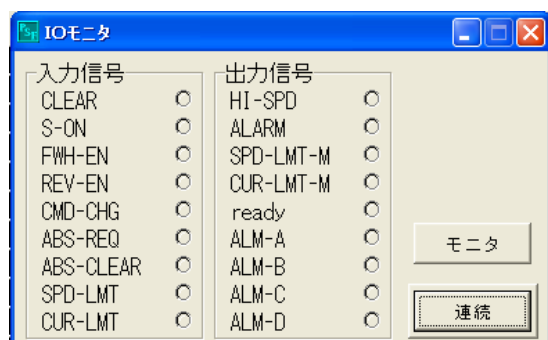 IOモニタ
入力信号
CLEAR
S-ON
FWH-EN
REV-EN
CMD-CHG
ABS-REQ
ABS-CLEAR
SPD-LMT
CUR-LMT
出力信号
HI-SPD
ALARM
SPD-LMT-M
CUR-LMT-M
ready
ALM-A
ALM-B
ALM-C
ALM-D
モニタ
連続